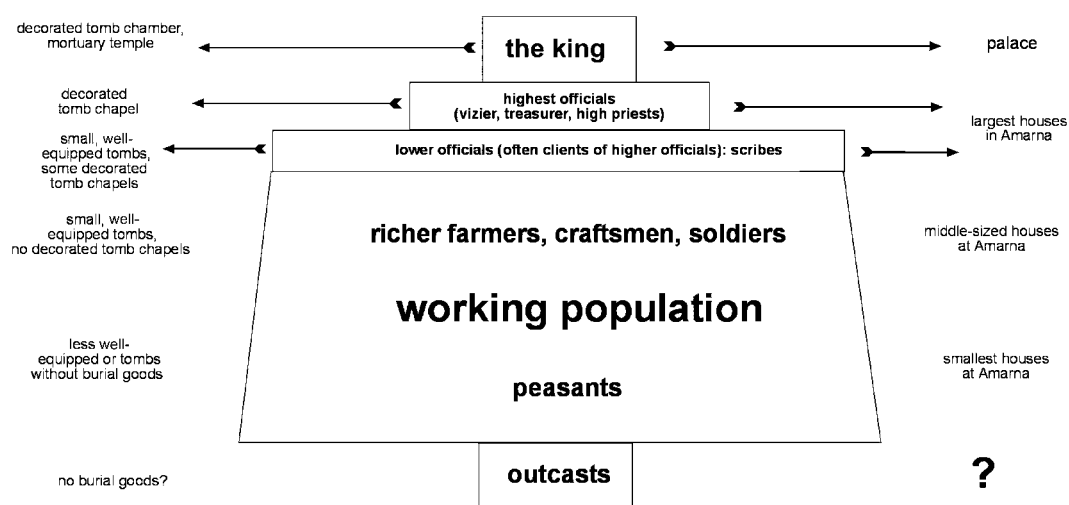 decorated tomb chamber,
mortuary temple
the king
palace
decorated
tomb chapel
highest officials
(vizier, treasurer, high priests)
largest houses
in Amarna
small, well-
equipped tombs,
some decorated
tomb chapels
lower officials (often clients of higher officials): scribes
small, well-
equipped tombs,
no decorated tomb chapels
richer farmers, craftsmen, soldiers
middle-sized houses
at Amarna
working population
less well-
equipped or tombs
without burial goods
peasants
smallest houses
at Amarna
no burial goods?
outcasts
?